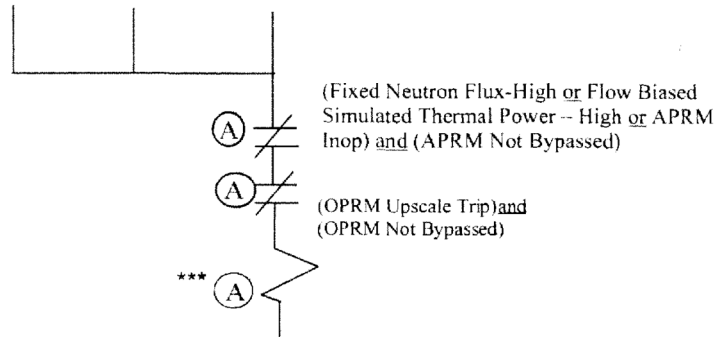 (Fixed Neutron Flux-High or Flow Biased
A Simulated Thermal Power -- High or APRM
Inop) and (APRM Not Bypassed)
A
(OPRM Upscale Trip)and
(OPRM Not Bypassed)
*** A